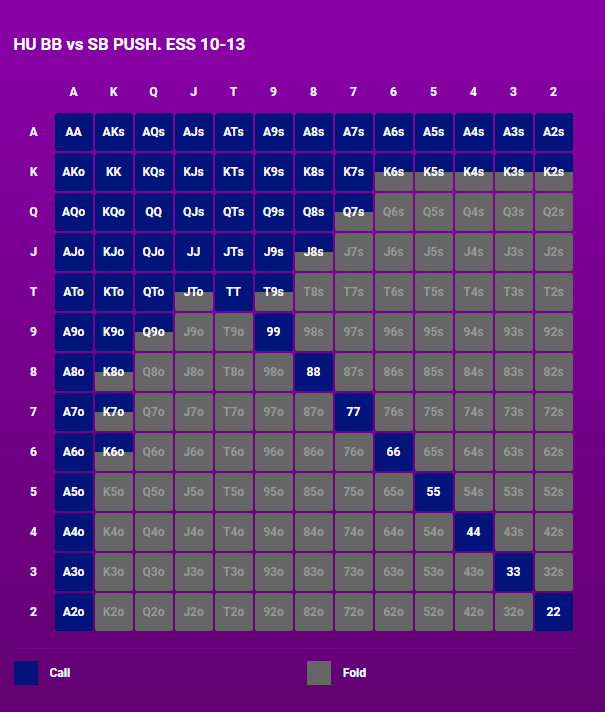 HU BB vs SB PUSH. ESS 10-13
A K Q J T 9 8 7 6 5 4 3 2
A AA AKs AQs AJs ATs A9s A8s A7s A6s A5s A4s A3s A2s
K AKo KK KQs KJs KTs K9s K8s K7s K6s K5s K4s K3s K2s
Q AQo KQo QQ QJs QTs Q9s Q8s Q7s Q6s Q5s Q4s Q3s Q2s
J AJo KJo QJo JJ JTs J9s J8s J7s J6s J5s J4s J3s J2s
T ATo KTo QTo JTo TT T9s T8s T7s T6s T5s T4s T3s T2s
9 A9o K9o Q9o J9o T9o 99 98s 97s 96s 95s 94s 93s 92s
8 A8o K8o Q8o J8o T8o 98o 88 87s 86s 85s 84s 83s 82s
7 A7o K7o Q7o J7o T7o 97o 87o 77 76s 75s 74s 73s 72s
6 A6o K6o Q6o J6o T6o 96o 86o 76o 66 65s 64s 63s 62s
5 A5o K5o Q5o J5o T5o 95o 85o 75o 65o 55 54s 53s 52s
4 A4o K4o Q4o J4o T4o 94o 84o 74o 64o 54o 44 43s 42s
3 A3o K3o Q3o J3o T3o 93o 83o 73o 63o 53o 43o 33 32s
2 A2o K2o Q2o J2o T2o 92o 82o 72o 62o 52o 42o 32o 22
Call Fold